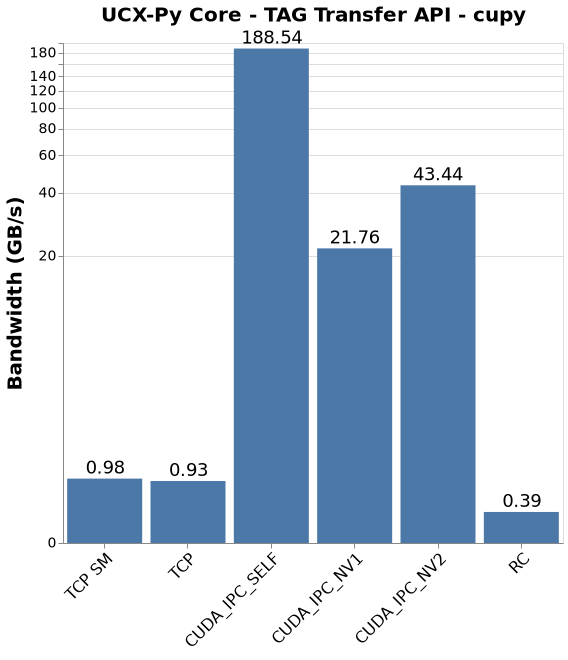 UCX-Py Core - TAG Transfer API - cupy
Bandwidth (GB/s)
180
140
120
100
80
60
40
20
0
188.54
43.44
21.76
0.98
0.93
0.39
TCP SM
TCP
CUDA_IPC_SELF
CUDA_IPC_NV1
CUDA_IPC_NV2
RC